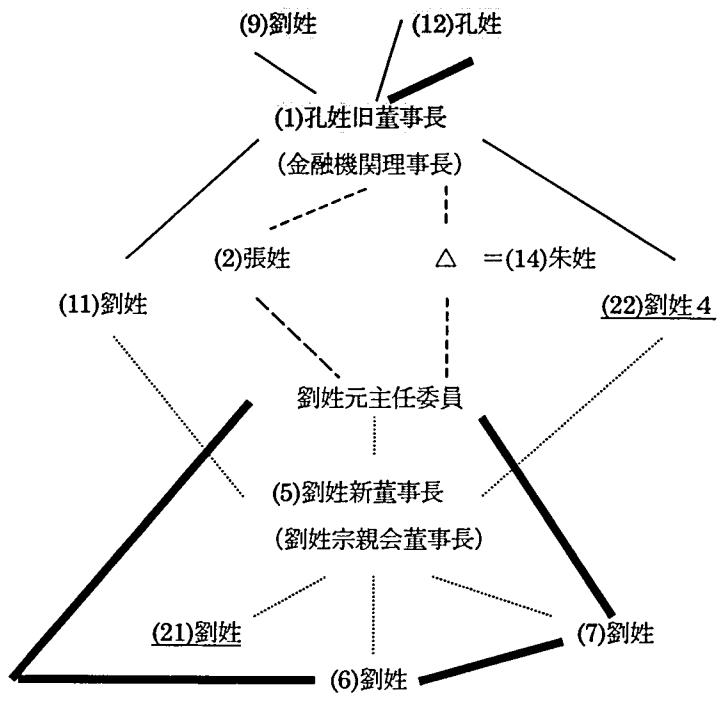 (9)劉姓 (12)孔姓
(1)孔姓旧董事長
(金融機関理事長)
(2)張姓 △ =(14)朱姓
(11)劉姓 (22)劉姓4
劉姓元主任委員
(5)劉姓新董事長
(劉姓宗親会董事長)
(21)劉姓 (7)劉姓
(6)劉姓